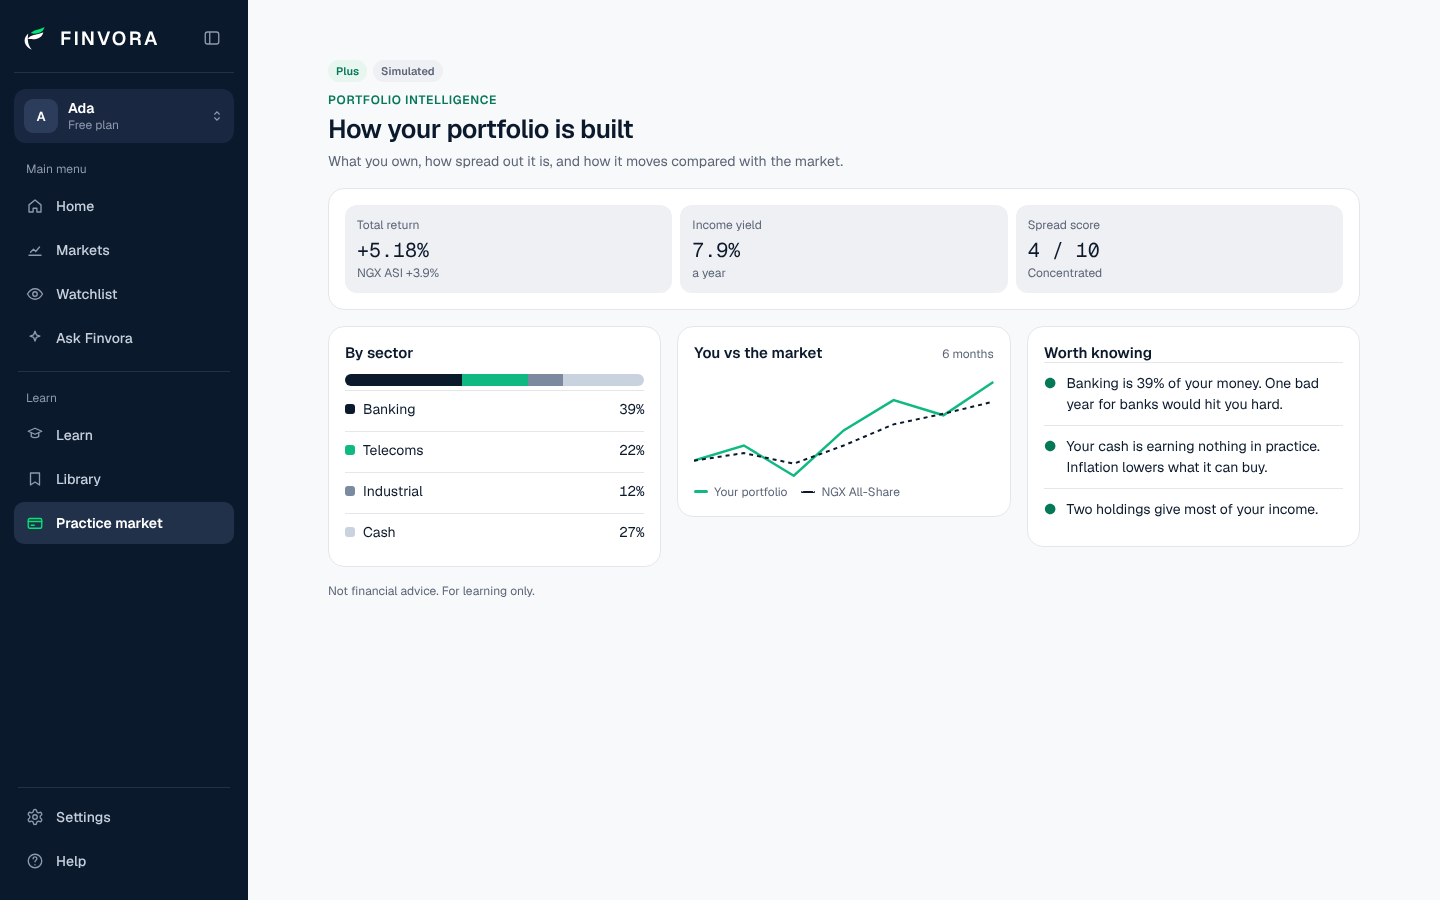 FINVORA
A
Ada
Free plan
Main menu
Home
Markets
Watchlist
Ask Finvora
Learn
Learn
Library
Practice market
Settings
Help
Plus
Simulated
PORTFOLIO INTELLIGENCE
How your portfolio is built
What you own, how spread out it is, and how it moves compared with the market.
Total return
+5.18%
NGX ASI +3.9%
Income yield
7.9%
a year
Spread score
4 / 10
Concentrated
By sector
Banking 39%
Telecoms 22%
Industrial 12%
Cash 27%
You vs the market 6 months
Your portfolio NGX All-Share
Worth knowing
Banking is 39% of your money. One bad
year for banks would hit you hard.
Your cash is earning nothing in practice.
Inflation lowers what it can buy.
Two holdings give most of your income.
Not financial advice. For learning only.